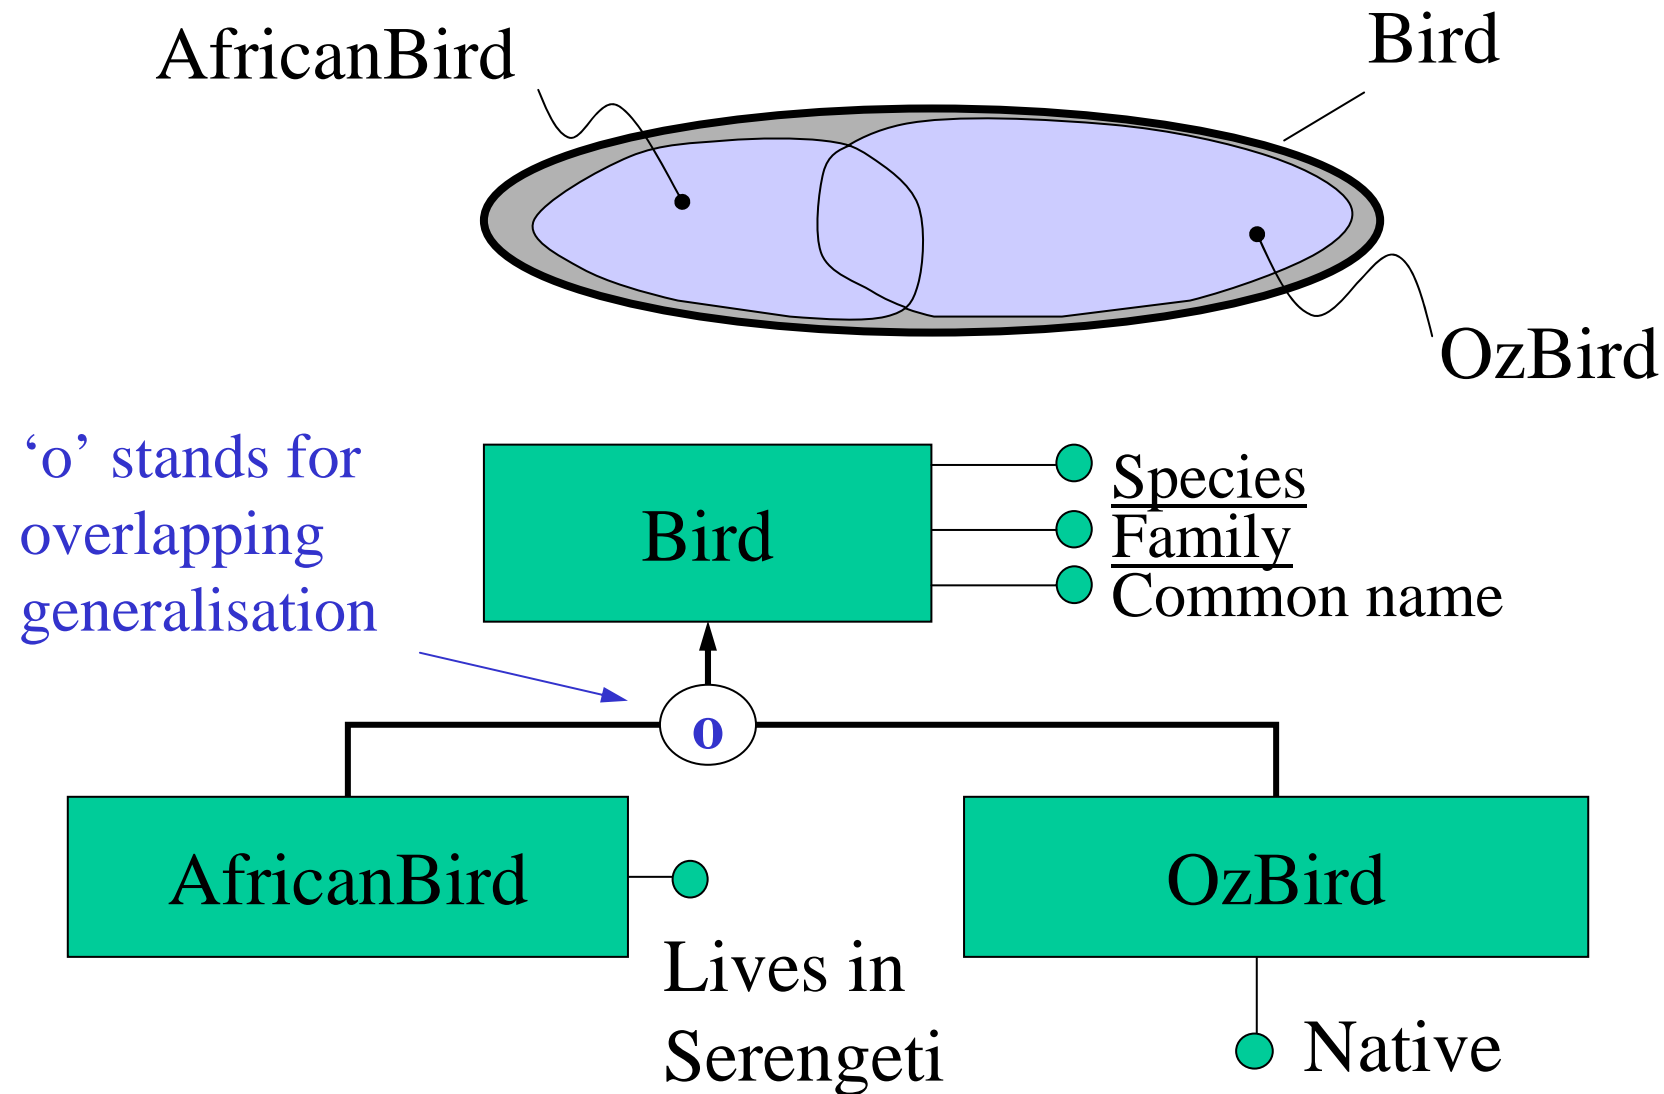 AfricanBird
Bird
OzBird
‘o’ stands for
overlapping
generalisation
Bird
Species
Family
Common name
o
AfricanBird
OzBird
Lives in
Serengeti
Native